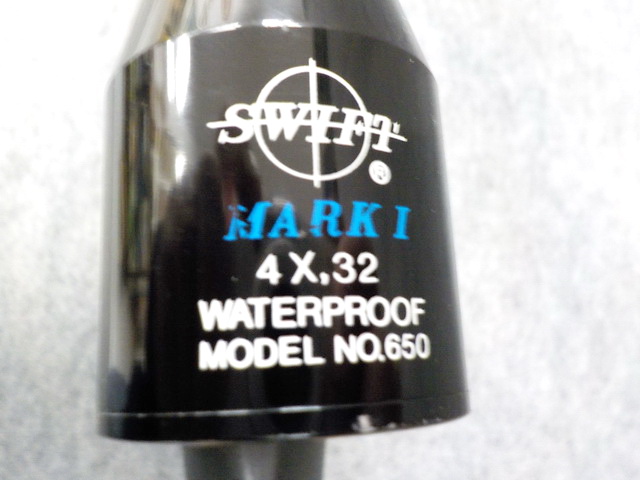 SWIFT
®
MARK I
4 X,32
WATERPROOF
MODEL NO.650